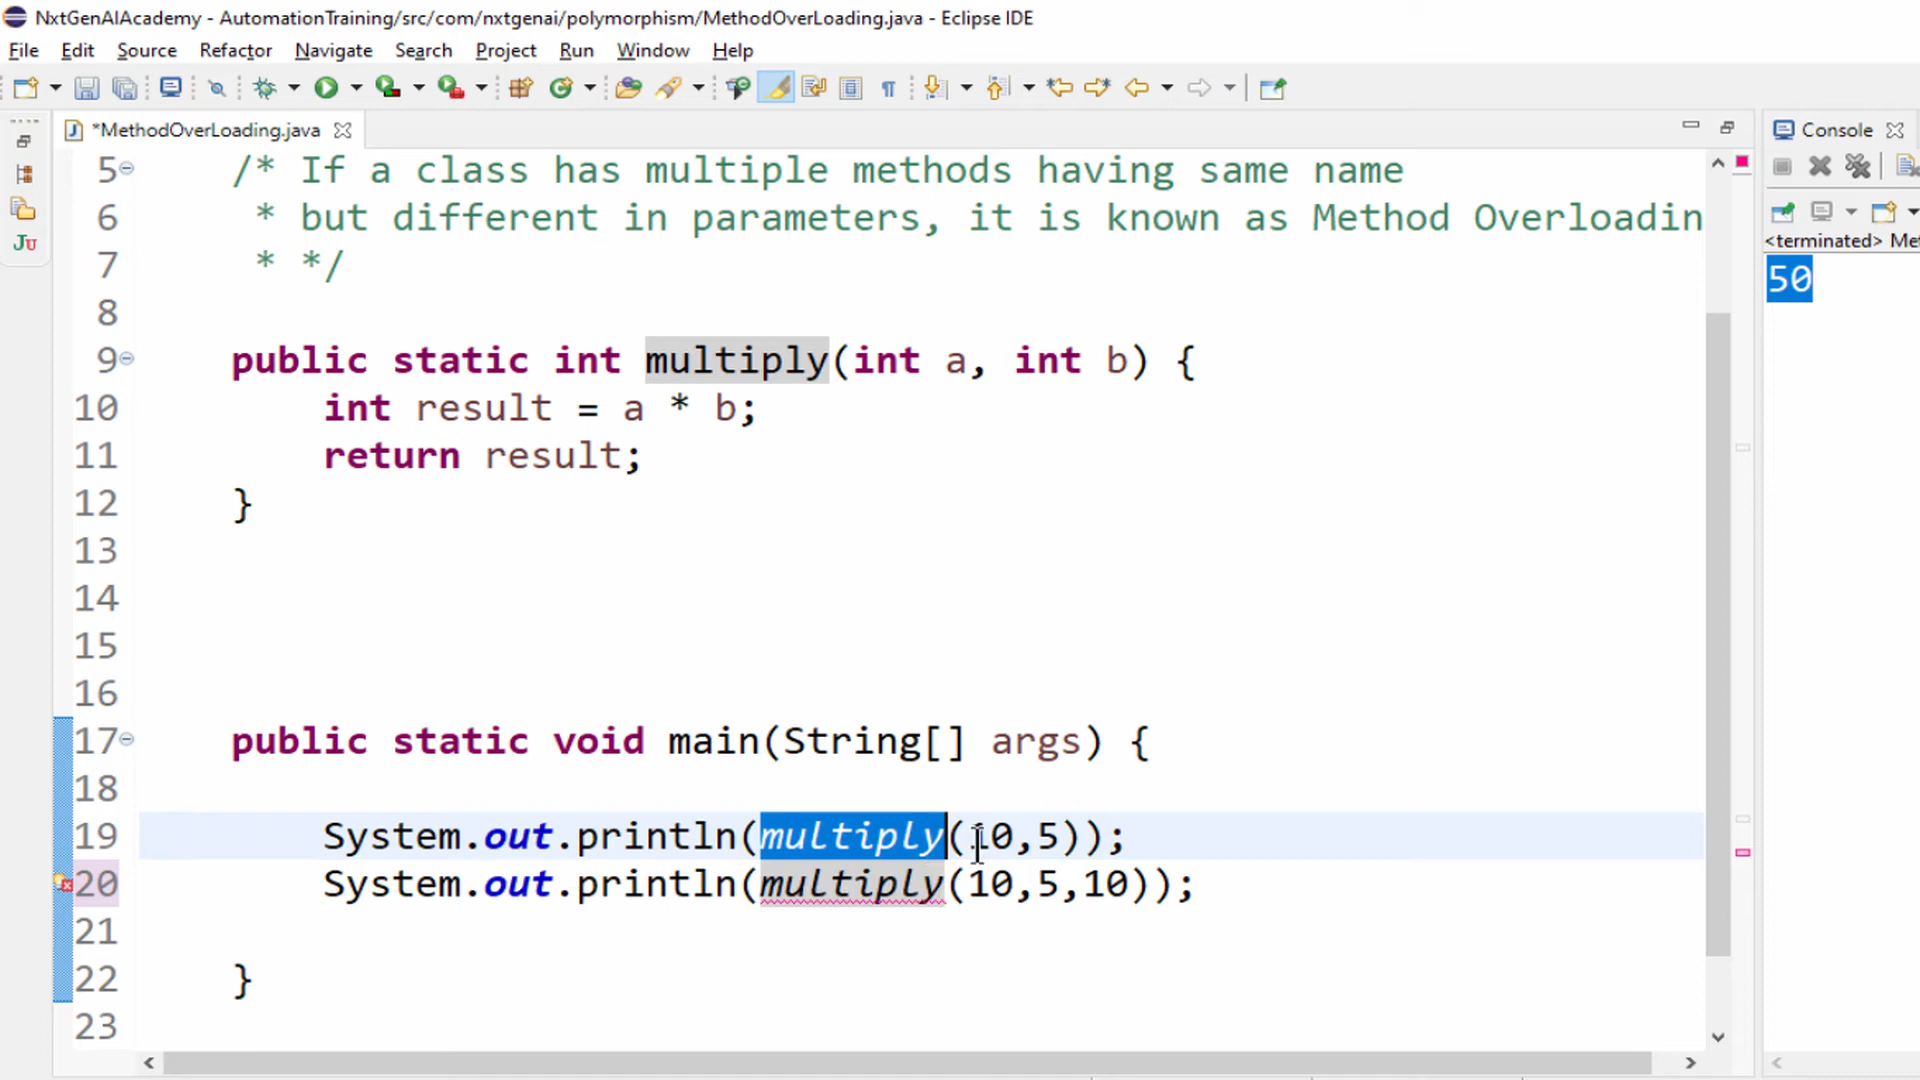 NxtGenAIAcademy - AutomationTraining/src/com/nxtgenai/polymorphism/MethodOverLoading.java - Eclipse IDE
File Edit Source Refactor Navigate Search Project Run Window Help
*MethodOverLoading.java
Console
<terminated> Met
50
5 /* If a class has multiple methods having same name
6 * but different in parameters, it is known as Method Overloadin
7 * */
8
9 public static int multiply(int a, int b) {
10 int result = a * b;
11 return result;
12 }
13
14
15
16
17 public static void main(String[] args) {
18
19 System.out.println(multiply(10,5));
20 System.out.println(multiply(10,5,10));
21
22 }
23